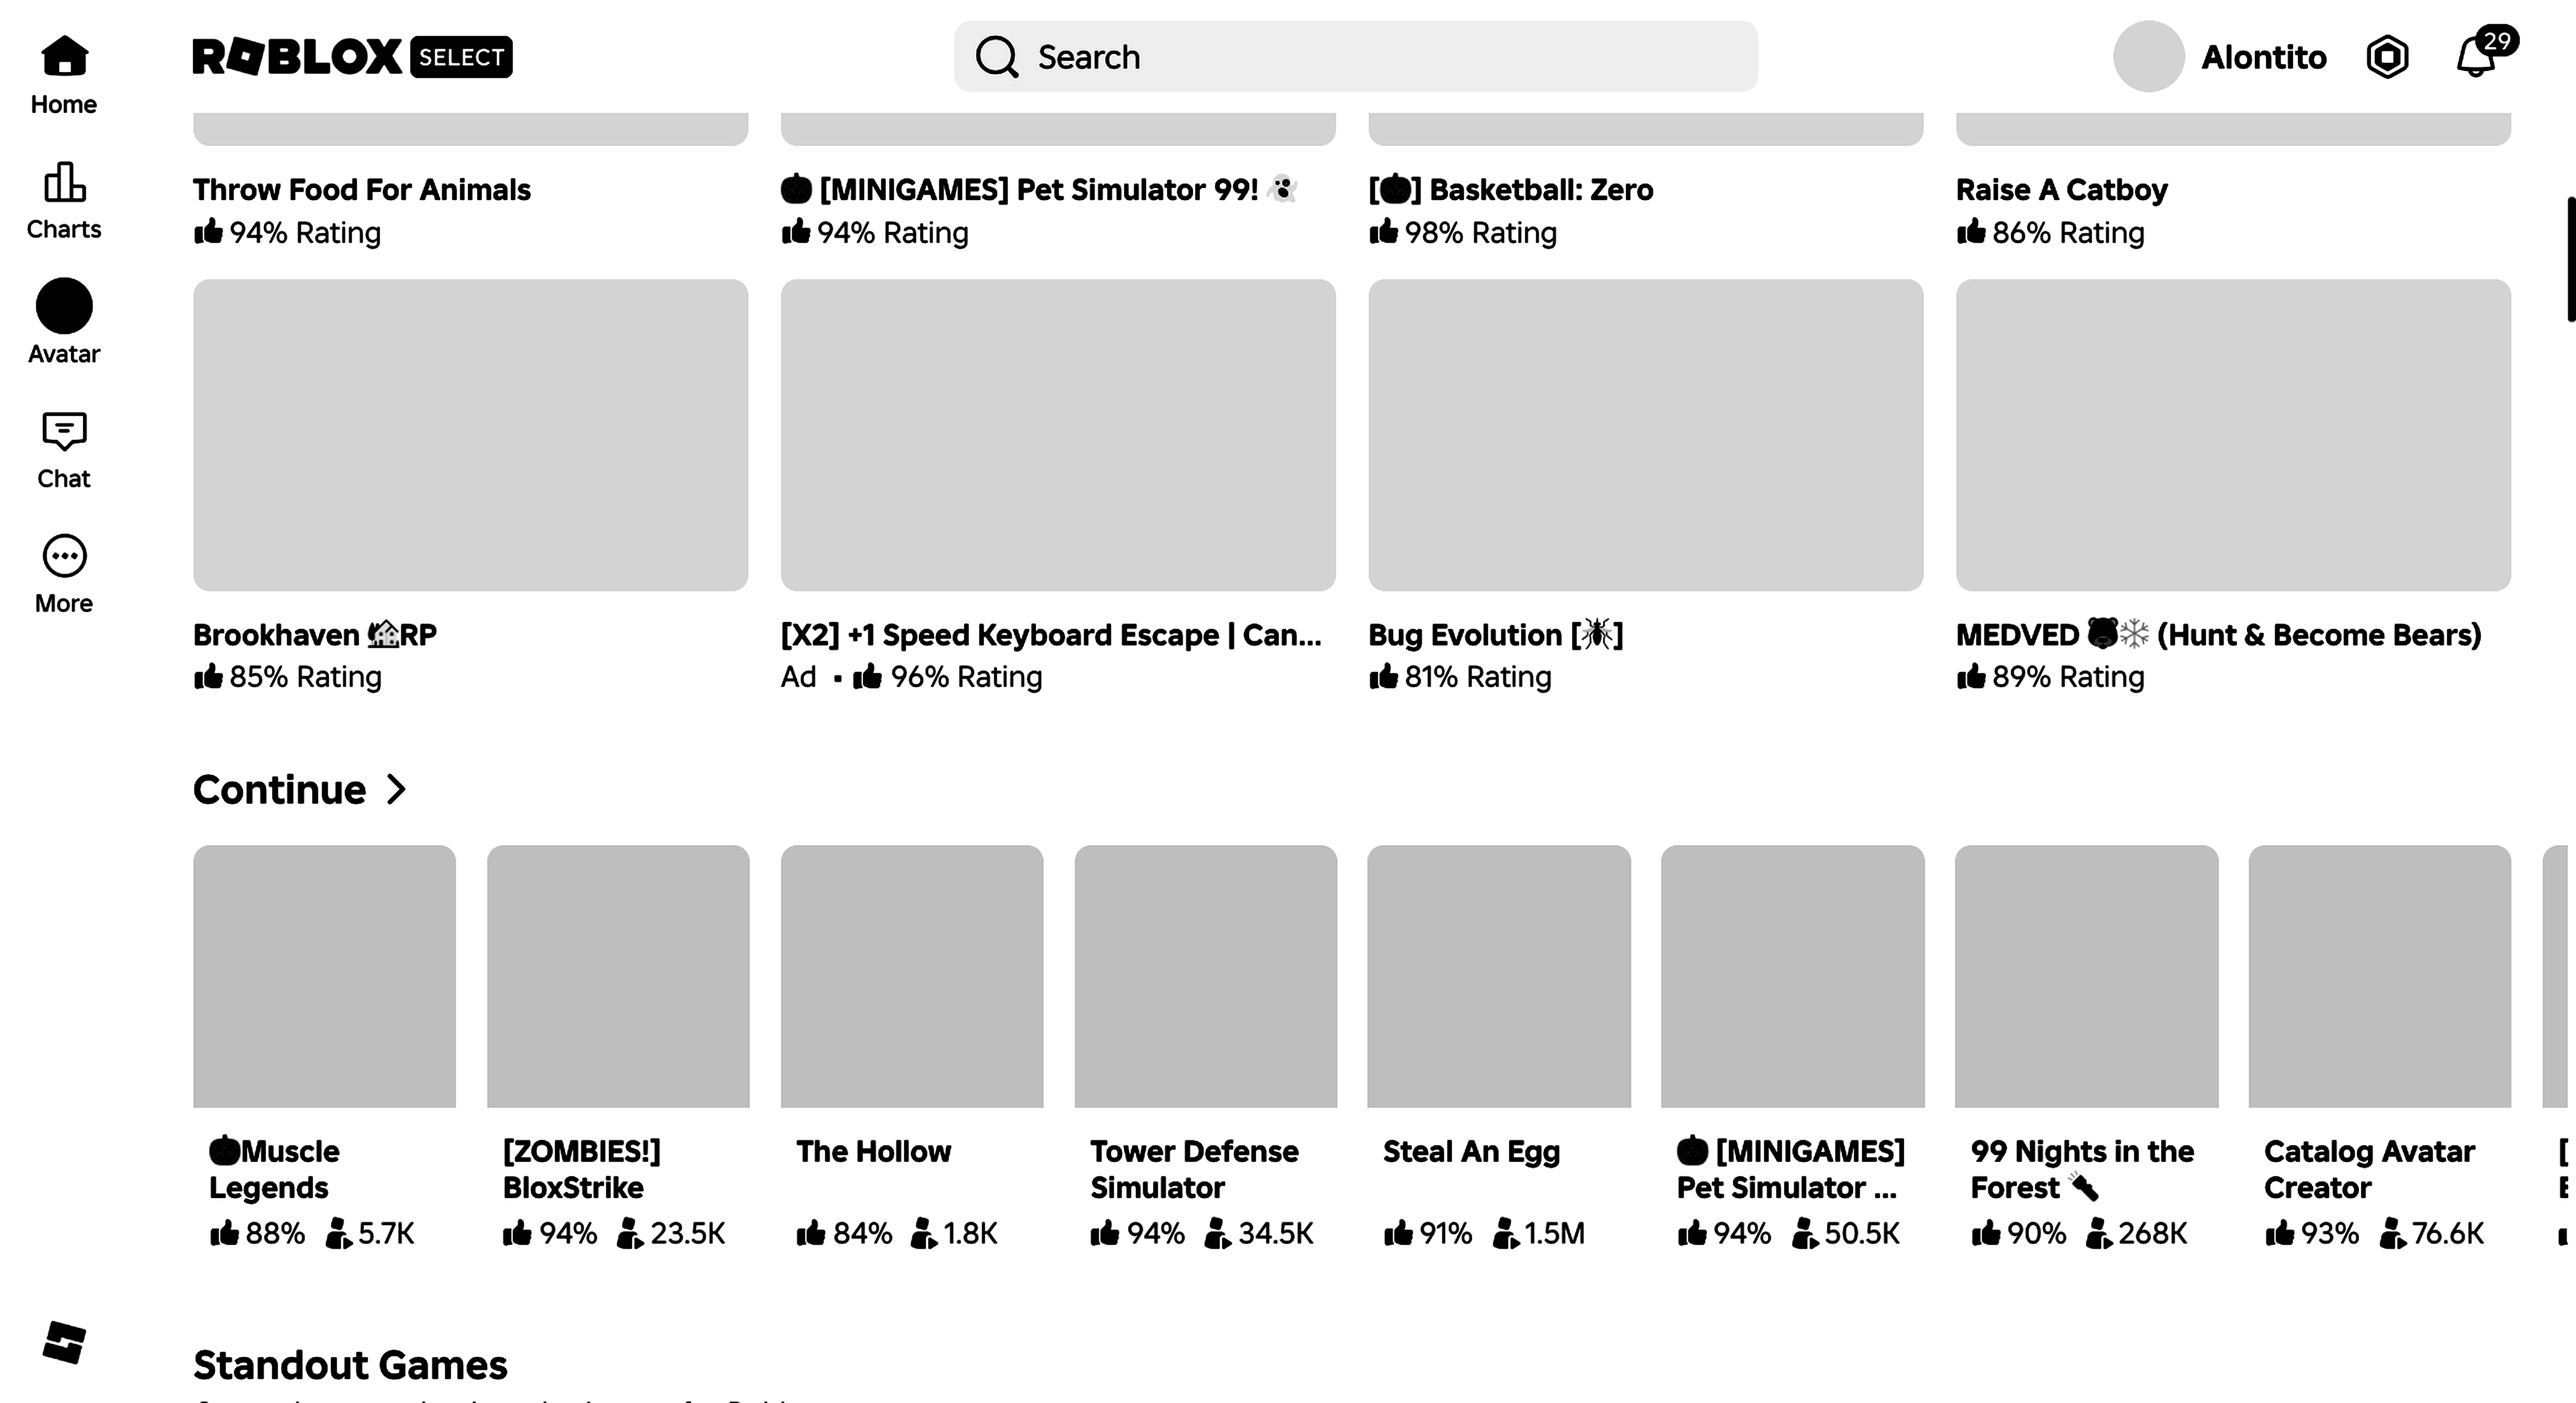 Home
Charts
Avatar
Chat
More
ROBLOX SELECT
Search
Alontito
29
Throw Food For Animals
94% Rating
🎃 [MINIGAMES] Pet Simulator 99! 👻
94% Rating
[🎃] Basketball: Zero
98% Rating
Raise A Catboy
86% Rating
Brookhaven 🏡RP
85% Rating
[X2] +1 Speed Keyboard Escape | Can...
Ad ▪ 96% Rating
Bug Evolution [🐜]
81% Rating
MEDVED 🐻❄️ (Hunt & Become Bears)
89% Rating
Continue
🎃Muscle
Legends
88% 5.7K
[ZOMBIES!]
BloxStrike
94% 23.5K
The Hollow
84% 1.8K
Tower Defense
Simulator
94% 34.5K
Steal An Egg
91% 1.5M
🎃 [MINIGAMES]
Pet Simulator ...
94% 50.5K
99 Nights in the
Forest 🔦
90% 268K
Catalog Avatar
Creator
93% 76.6K
Standout Games